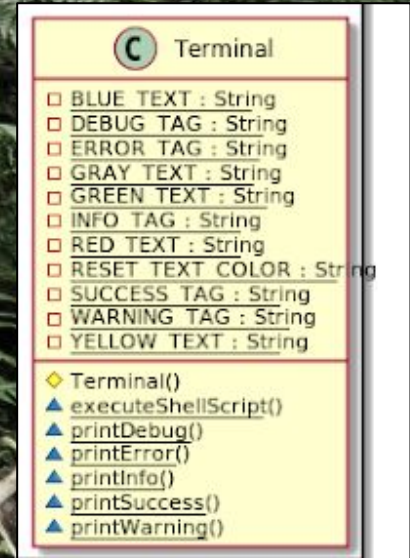 C Terminal
BLUE_TEXT : String
DEBUG_TAG : String
ERROR_TAG : String
GRAY_TEXT : String
GREEN_TEXT : String
INFO_TAG : String
RED_TEXT : String
RESET_TEXT_COLOR : String
SUCCESS_TAG : String
WARNING_TAG : String
YELLOW_TEXT : String
Terminal()
executeShellScript()
printDebug()
printError()
printInfo()
printSuccess()
printWarning()